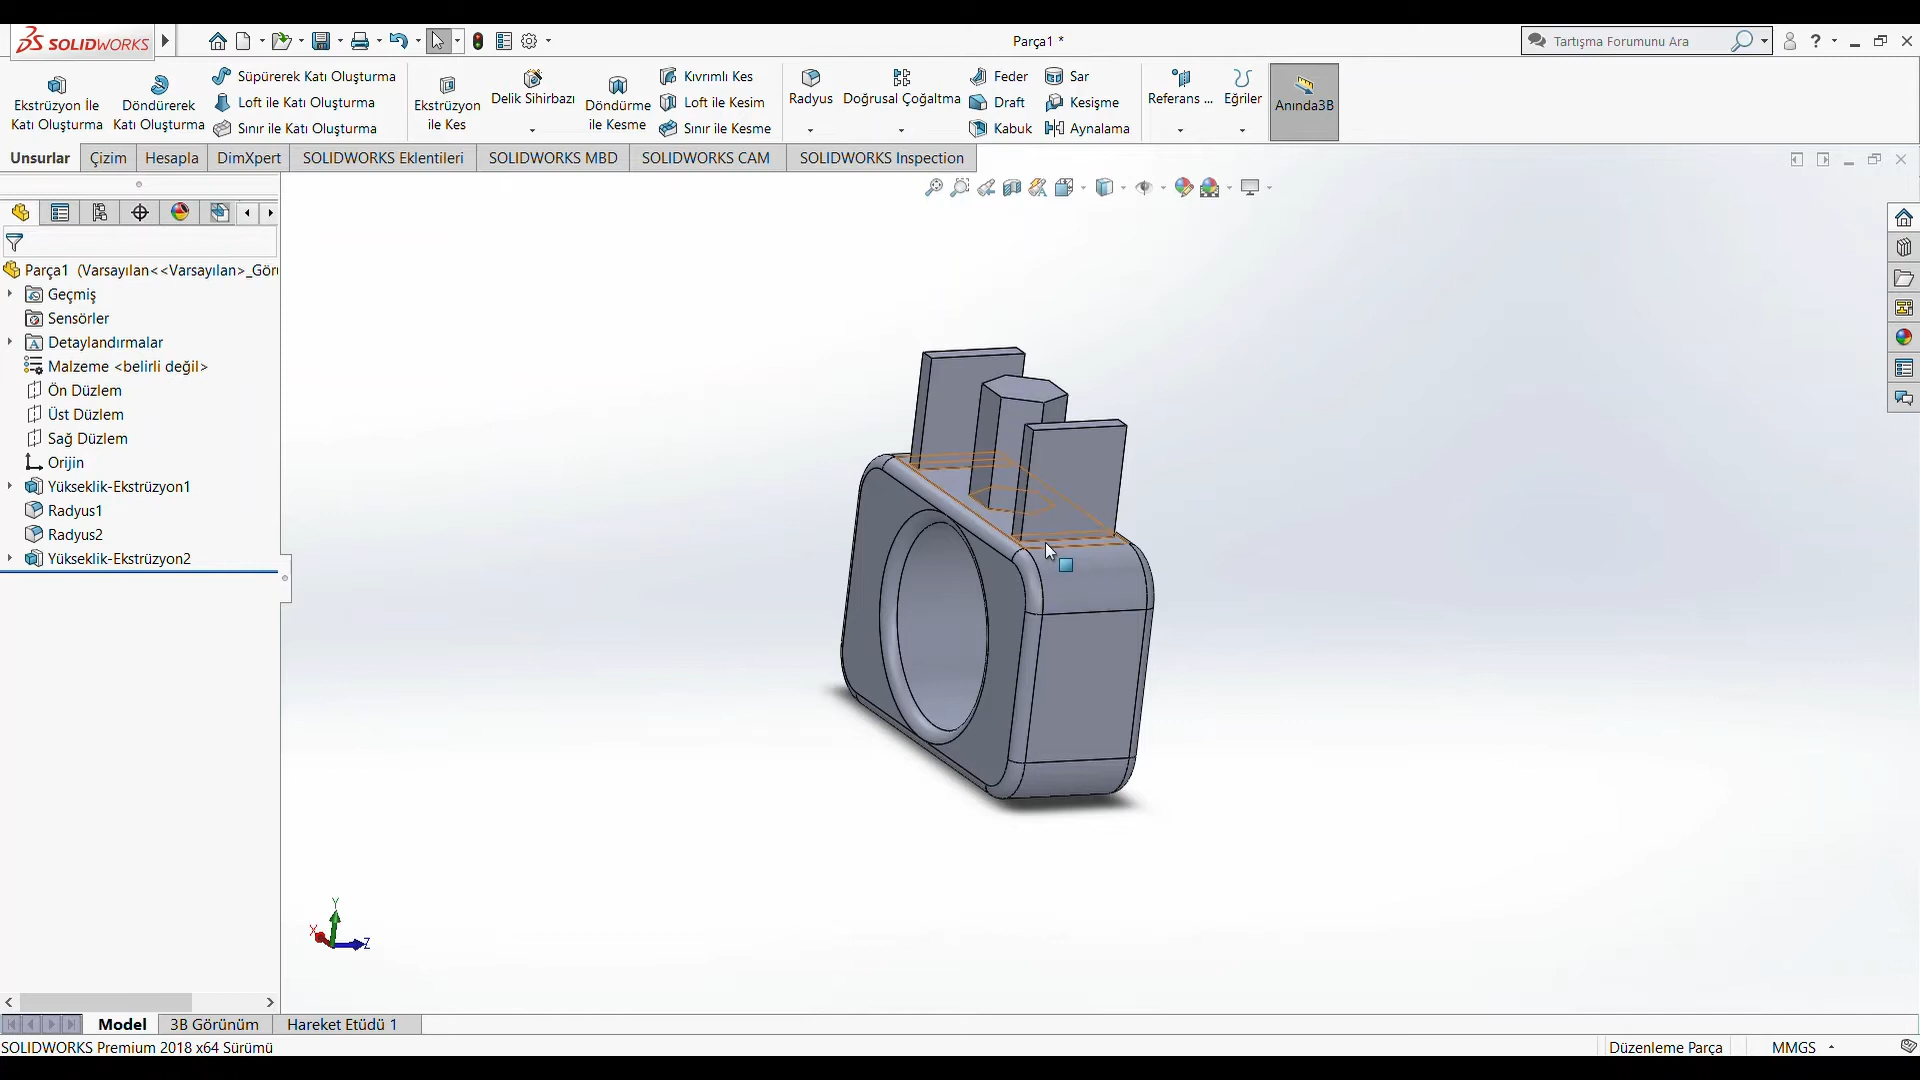 SOLIDWORKS
Parça1 *
Tartışma Forumunu Ara
?
Ekstrüzyon İle
Katı Oluşturma
Döndürerek
Katı Oluşturma
Süpürerek Katı Oluşturma
Loft ile Katı Oluşturma
Sınır ile Katı Oluşturma
Ekstrüzyon
ile Kes
Delik Sihirbazı
Döndürme
ile Kesme
Kıvrımlı Kes
Loft ile Kesim
Sınır ile Kesme
Radyus
Doğrusal Çoğaltma
Feder
Draft
Kabuk
Sar
Kesişme
Aynalama
Referans ...
Eğriler
Anında3B
Unsurlar
Çizim
Hesapla
DimXpert
SOLIDWORKS Eklentileri
SOLIDWORKS MBD
SOLIDWORKS CAM
SOLIDWORKS Inspection
Parça1 (Varsayılan<<Varsayılan>_Görü
Geçmiş
Sensörler
A Detaylandırmalar
Malzeme <belirli değil>
Ön Düzlem
Üst Düzlem
Sağ Düzlem
Orijin
Yükseklik-Ekstrüzyon1
Radyus1
Radyus2
Yükseklik-Ekstrüzyon2
Y
X
Z
Model
3B Görünüm
Hareket Etüdü 1
SOLIDWORKS Premium 2018 x64 Sürümü
Düzenleme Parça
MMGS